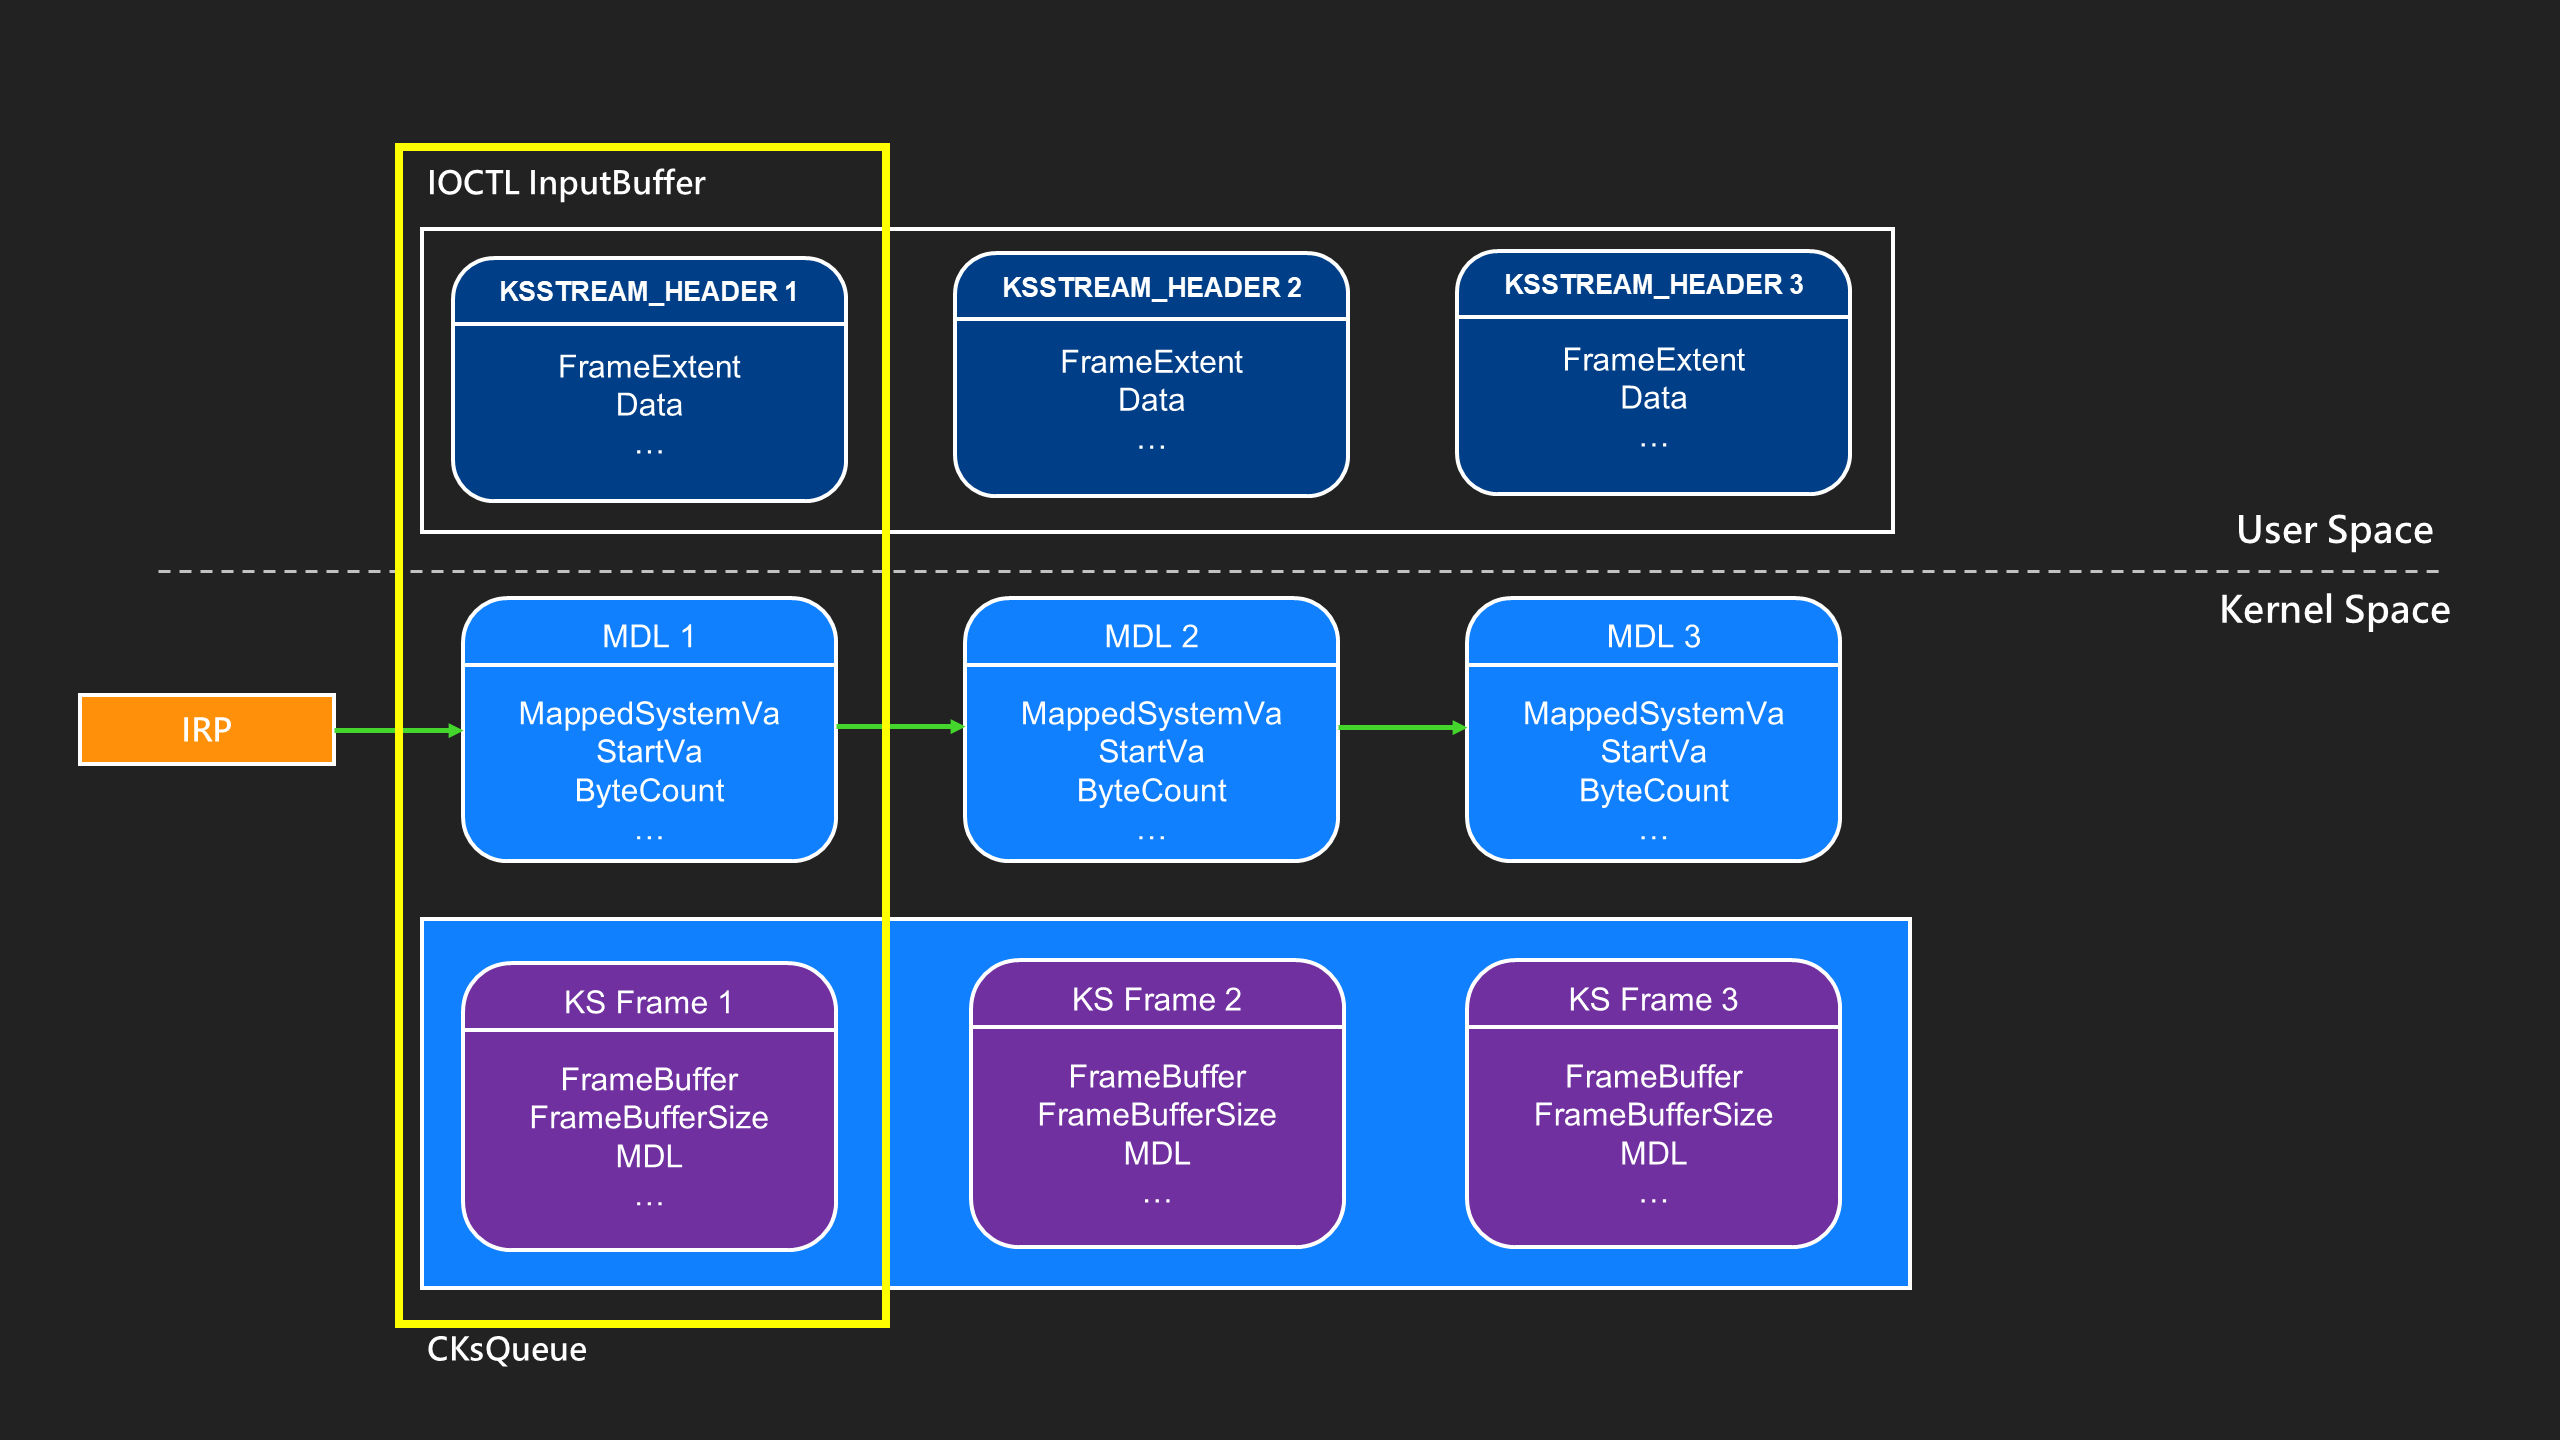 IOCTL InputBuffer
KSSTREAM_HEADER 1
FrameExtent
Data
...
KSSTREAM_HEADER 2
FrameExtent
Data
...
KSSTREAM_HEADER 3
FrameExtent
Data
...
User Space
Kernel Space
IRP
MDL 1
MappedSystemVa
StartVa
ByteCount
...
MDL 2
MappedSystemVa
StartVa
ByteCount
...
MDL 3
MappedSystemVa
StartVa
ByteCount
...
KS Frame 1
FrameBuffer
FrameBufferSize
MDL
...
KS Frame 2
FrameBuffer
FrameBufferSize
MDL
...
KS Frame 3
FrameBuffer
FrameBufferSize
MDL
...
CKsQueue